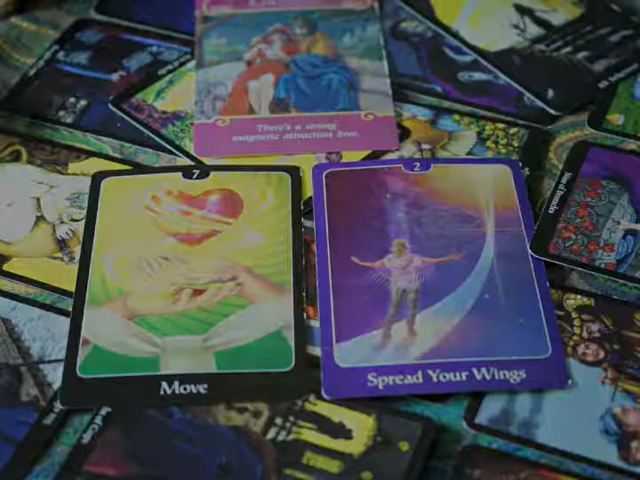 There's a strong
magnetic attraction here.
7
Move
2
Spread Your Wings